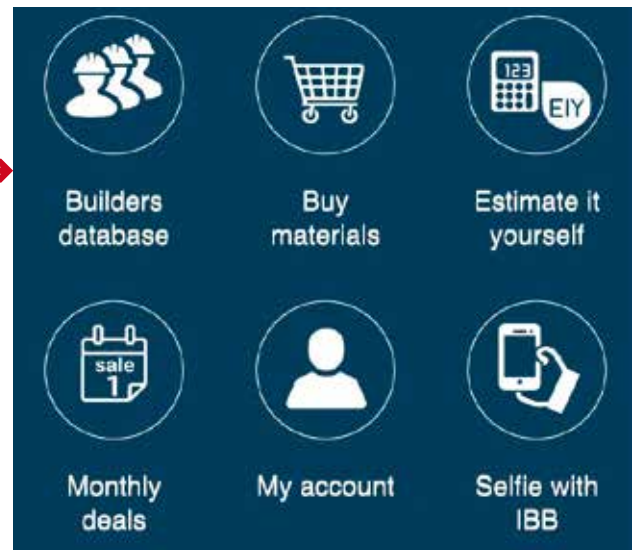 123
EIY
Builders
database
Buy
materials
Estimate it
yourself
sale
1
Monthly
deals
My account
Selfie with
IBB